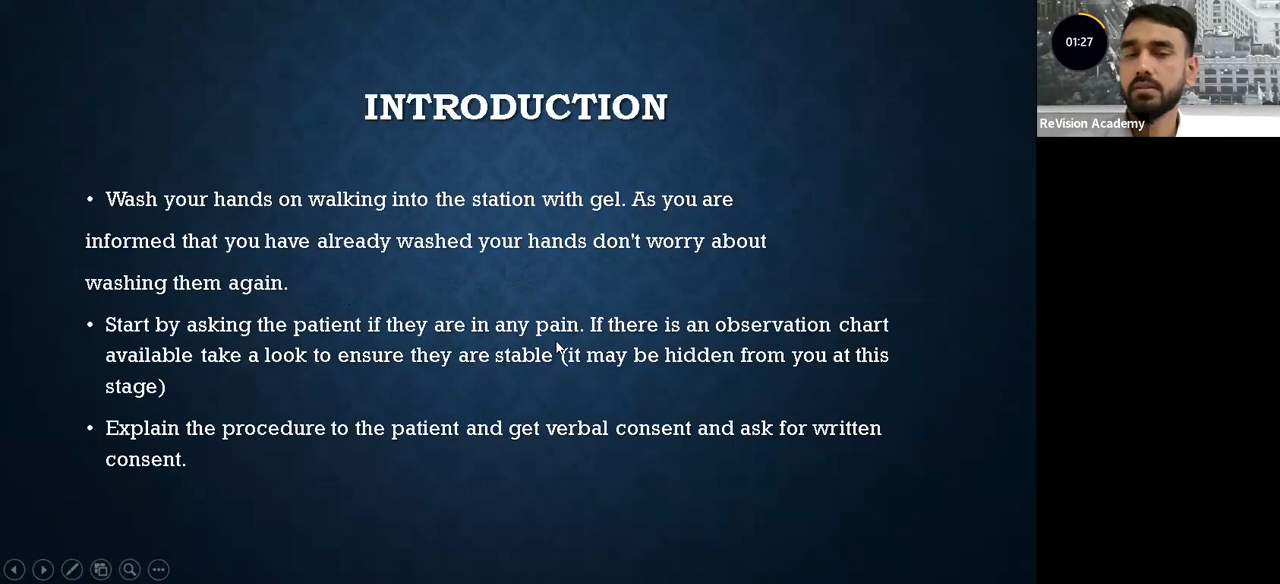 INTRODUCTION
• Wash your hands on walking into the station with gel. As you are
informed that you have already washed your hands don't worry about
washing them again.
• Start by asking the patient if they are in any pain. If there is an observation chart
available take a look to ensure they are stable (it may be hidden from you at this
stage)
• Explain the procedure to the patient and get verbal consent and ask for written
consent.
01:27
ReVision Academy